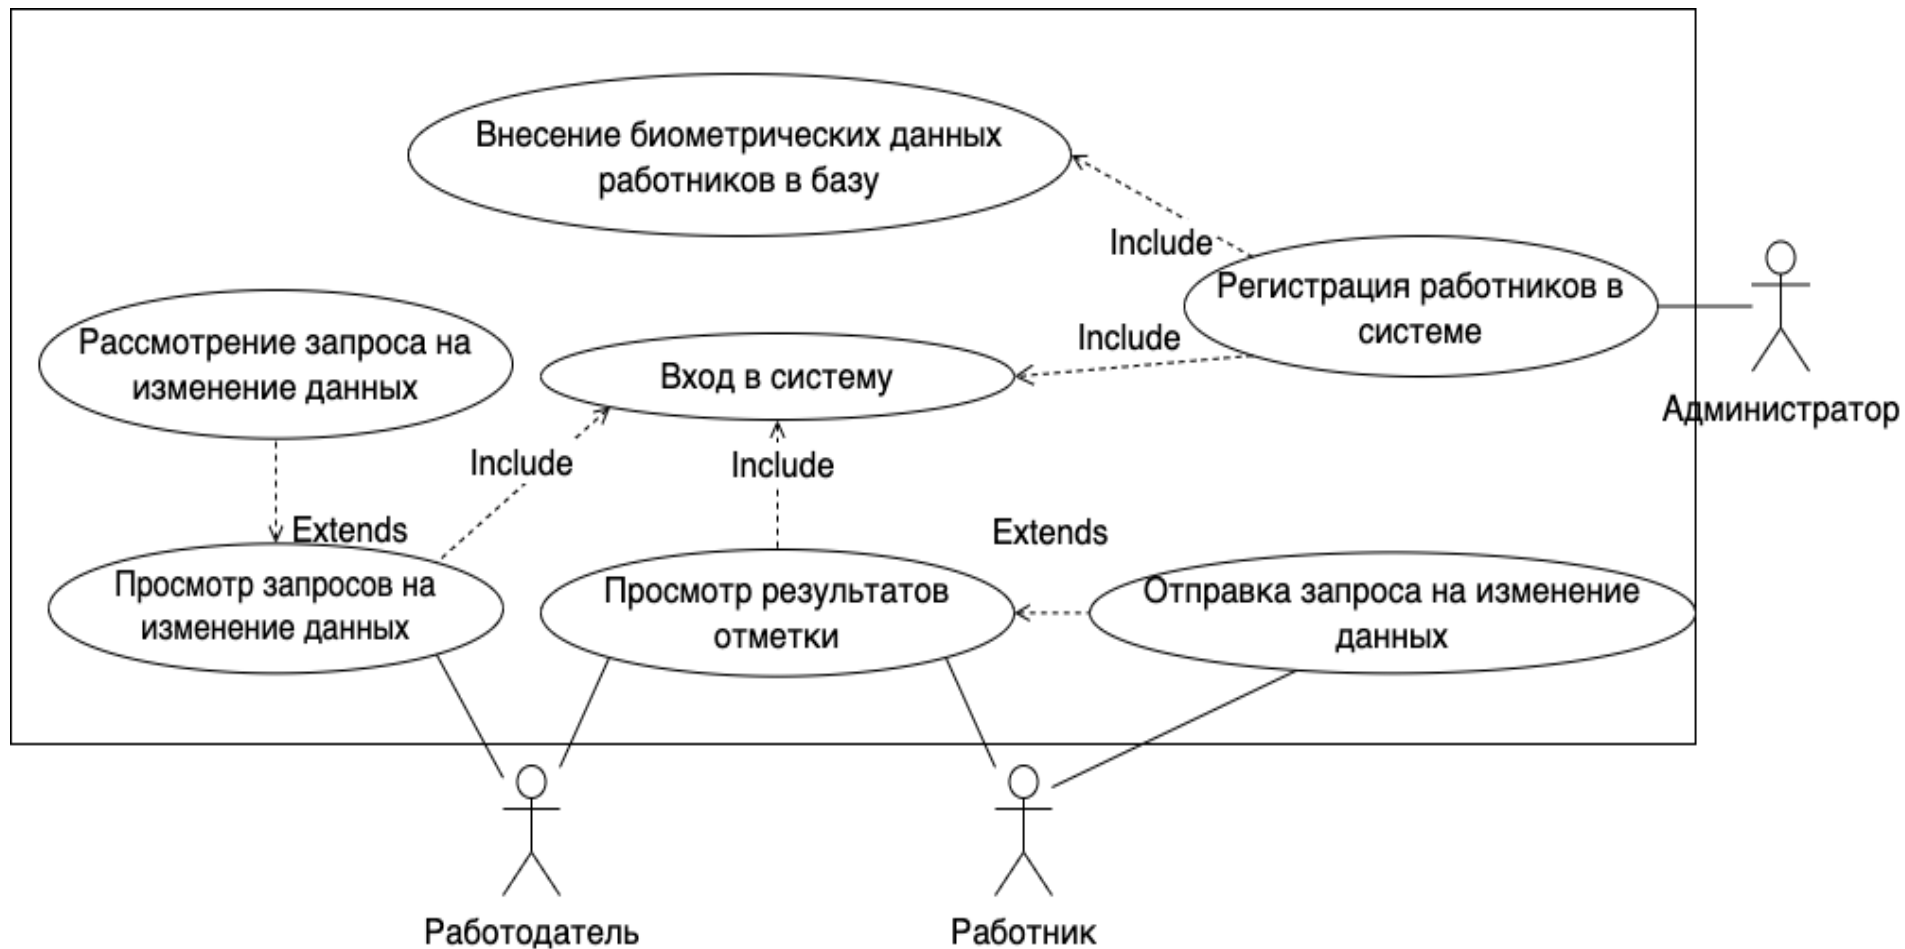 Внесение биометрических данных
работников в базу
Include
Регистрация работников в
системе
Include
Администратор
Рассмотрение запроса на
изменение данных
Вход в систему
Include
Include
Extends
Extends
Просмотр запросов на
изменение данных
Просмотр результатов
отметки
Отправка запроса на изменение
данных
Работодатель
Работник